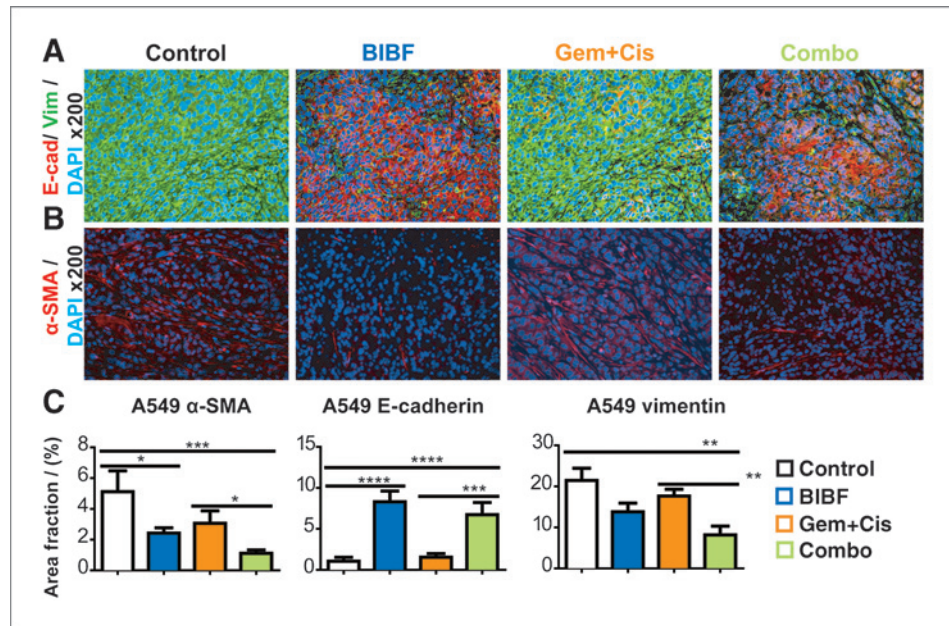 A Control BIBF Gem+Cis Combo
E-cad/ Vim /
DAPI x200
B
α-SMA /
DAPI x200
C A549 α-SMA A549 E-cadherin A549 vimentin
Area fraction / (%)
8
6
4
2
0
***
*
*
15
10
5
0
****
****
***
30
20
10
0
**
**
Control
BIBF
Gem+Cis
Combo